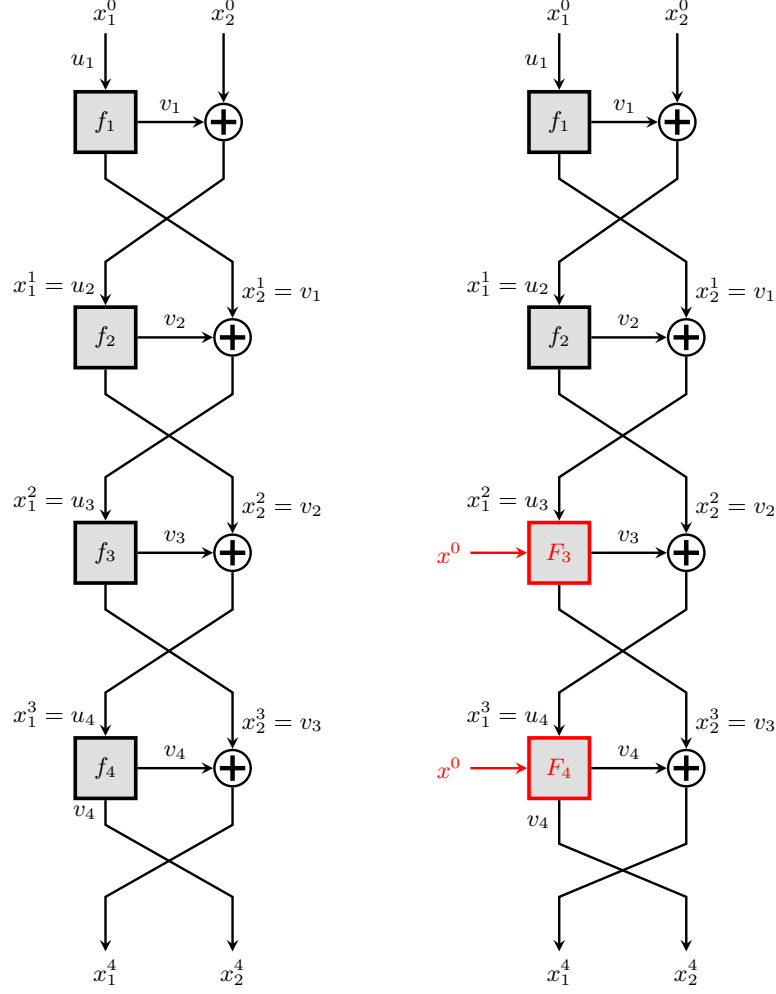 $x_1^0$ $x_2^0$ $x_1^0$ $x_2^0$
$u_1$ $u_1$
$f_1$ $v_1$ $f_1$ $v_1$
$x_1^1 = u_2$ $x_2^1 = v_1$ $x_1^1 = u_2$ $x_2^1 = v_1$
$f_2$ $v_2$ $f_2$ $v_2$
$x_1^2 = u_3$ $x_2^2 = v_2$ $x_1^2 = u_3$ $x_2^2 = v_2$
$f_3$ $v_3$ $x^0$ $F_3$ $v_3$
$x_1^3 = u_4$ $x_2^3 = v_3$ $x_1^3 = u_4$ $x_2^3 = v_3$
$f_4$ $v_4$ $x^0$ $F_4$ $v_4$
$v_4$ $v_4$
$x_1^4$ $x_2^4$ $x_1^4$ $x_2^4$